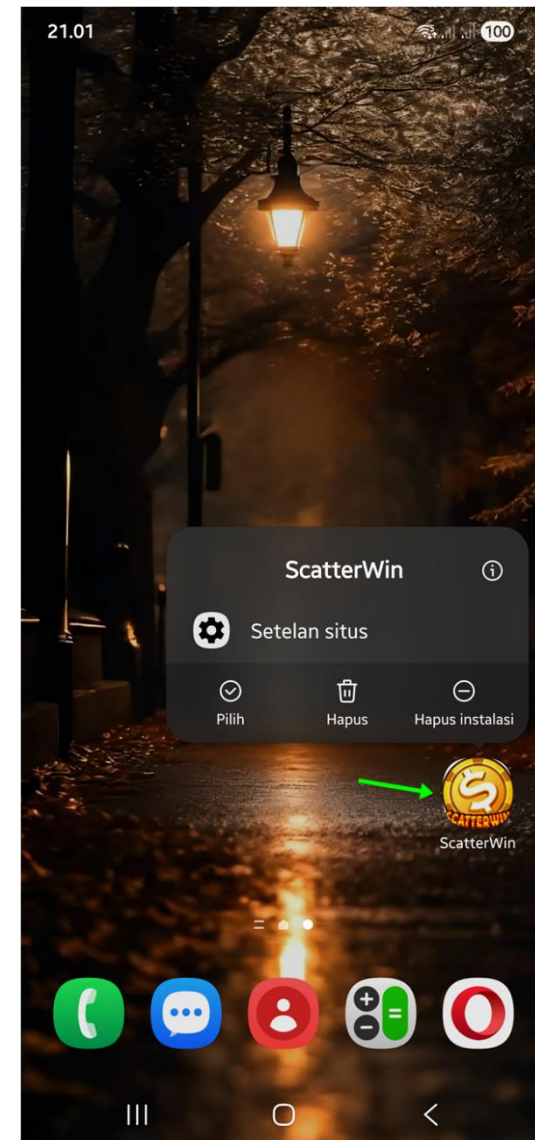 21.01
100
ScatterWin
Setelan situs
Pilih
Hapus
Hapus instalasi
SCATTERWIN
ScatterWin